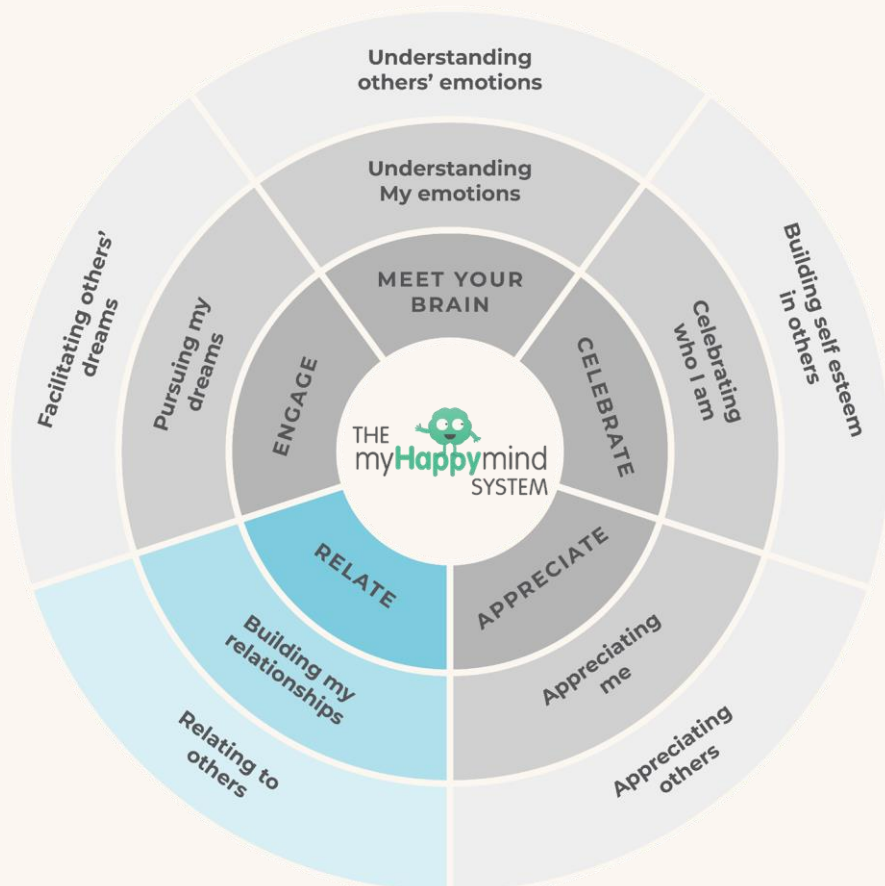 Understanding
others’ emotions
Understanding
My emotions
MEET YOUR
BRAIN
Building self esteem
in others
Celebrating
who I am
CELEBRATE
Appreciating
others
Appreciating
me
APPRECIATE
Relating to
others
Building my
relationships
RELATE
Facilitating others’
dreams
Pursuing my
dreams
ENGAGE
THE
myHappymind
SYSTEM